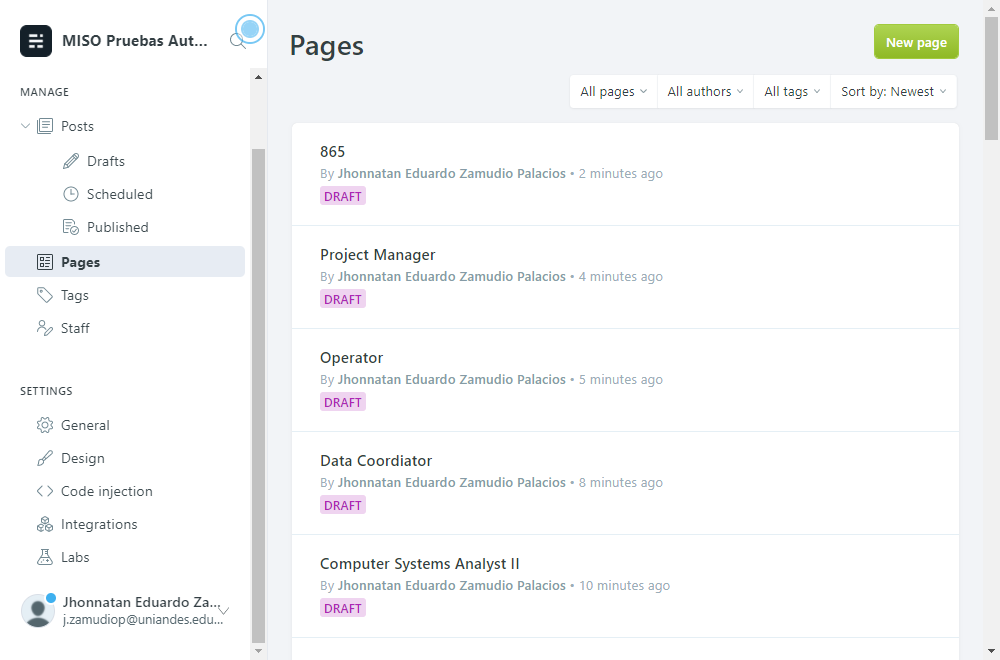 MISO Pruebas Aut...
MANAGE
Posts
Drafts
Scheduled
Published
Pages
Tags
Staff
SETTINGS
General
Design
Code injection
Integrations
Labs
Jhonnatan Eduardo Za...
j.zamudiop@uniandes.edu...
Pages
New page
All pages
All authors
All tags
Sort by: Newest
865
By Jhonnatan Eduardo Zamudio Palacios • 2 minutes ago
DRAFT
Project Manager
By Jhonnatan Eduardo Zamudio Palacios • 4 minutes ago
DRAFT
Operator
By Jhonnatan Eduardo Zamudio Palacios • 5 minutes ago
DRAFT
Data Coordiator
By Jhonnatan Eduardo Zamudio Palacios • 8 minutes ago
DRAFT
Computer Systems Analyst II
By Jhonnatan Eduardo Zamudio Palacios • 10 minutes ago
DRAFT